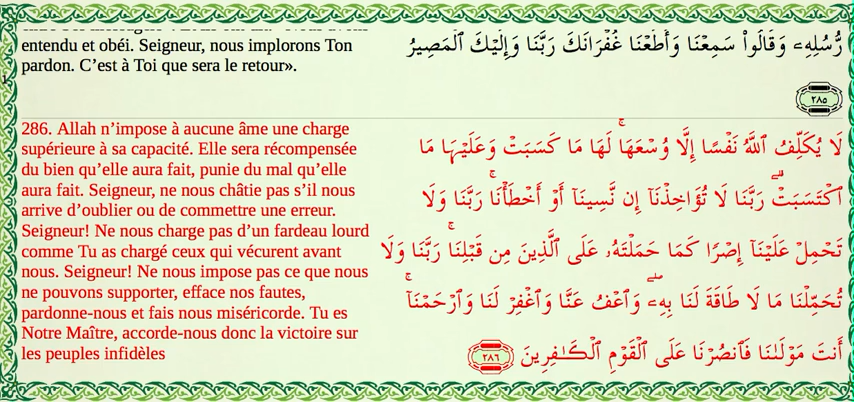 entendu et obéi. Seigneur, nous implorons Ton
pardon. C’est à Toi que sera le retour».
286. Allah n’impose à aucune âme une charge
supérieure à sa capacité. Elle sera récompensée
du bien qu’elle aura fait, punie du mal qu’elle
aura fait. Seigneur, ne nous châtie pas s’il nous
arrive d’oublier ou de commettre une erreur.
Seigneur! Ne nous charge pas d’un fardeau lourd
comme Tu as chargé ceux qui vécurent avant
nous. Seigneur! Ne nous impose pas ce que nous
ne pouvons supporter, efface nos fautes,
pardonne-nous et fais nous miséricorde. Tu es
Notre Maître, accorde-nous donc la victoire sur
les peuples infidèles
رُّسُلِهِۦ وَقَالُوا۟ سَمِعْنَا وَأَطَعْنَا غُفْرَانَكَ رَبَّنَا وَإِلَيْكَ ٱلْمَصِيرُ
٢٨٥
لَا يُكَلِّفُ ٱللَّهُ نَفْسًا إِلَّا وُسْعَهَا ۚ لَهَا مَا كَسَبَتْ وَعَلَيْهَا مَا
ٱكْتَسَبَتْ ۗ رَبَّنَا لَا تُؤَاخِذْنَآ إِن نَّسِينَآ أَوْ أَخْطَأْنَا ۚ رَبَّنَا وَلَا
تَحْمِلْ عَلَيْنَآ إِصْرًا كَمَا حَمَلْتَهُۥ عَلَى ٱلَّذِينَ مِن قَبْلِنَا ۚ رَبَّنَا وَلَا
تُحَمِّلْنَا مَا لَا طَاقَةَ لَنَا بِهِۦ ۖ وَٱعْفُ عَنَّا وَٱغْفِرْ لَنَا وَٱرْحَمْنَآ ۚ
أَنتَ مَوْلَىٰنَا فَٱنصُرْنَا عَلَى ٱلْقَوْمِ ٱلْكَـٰفِرِينَ ٢٨٦